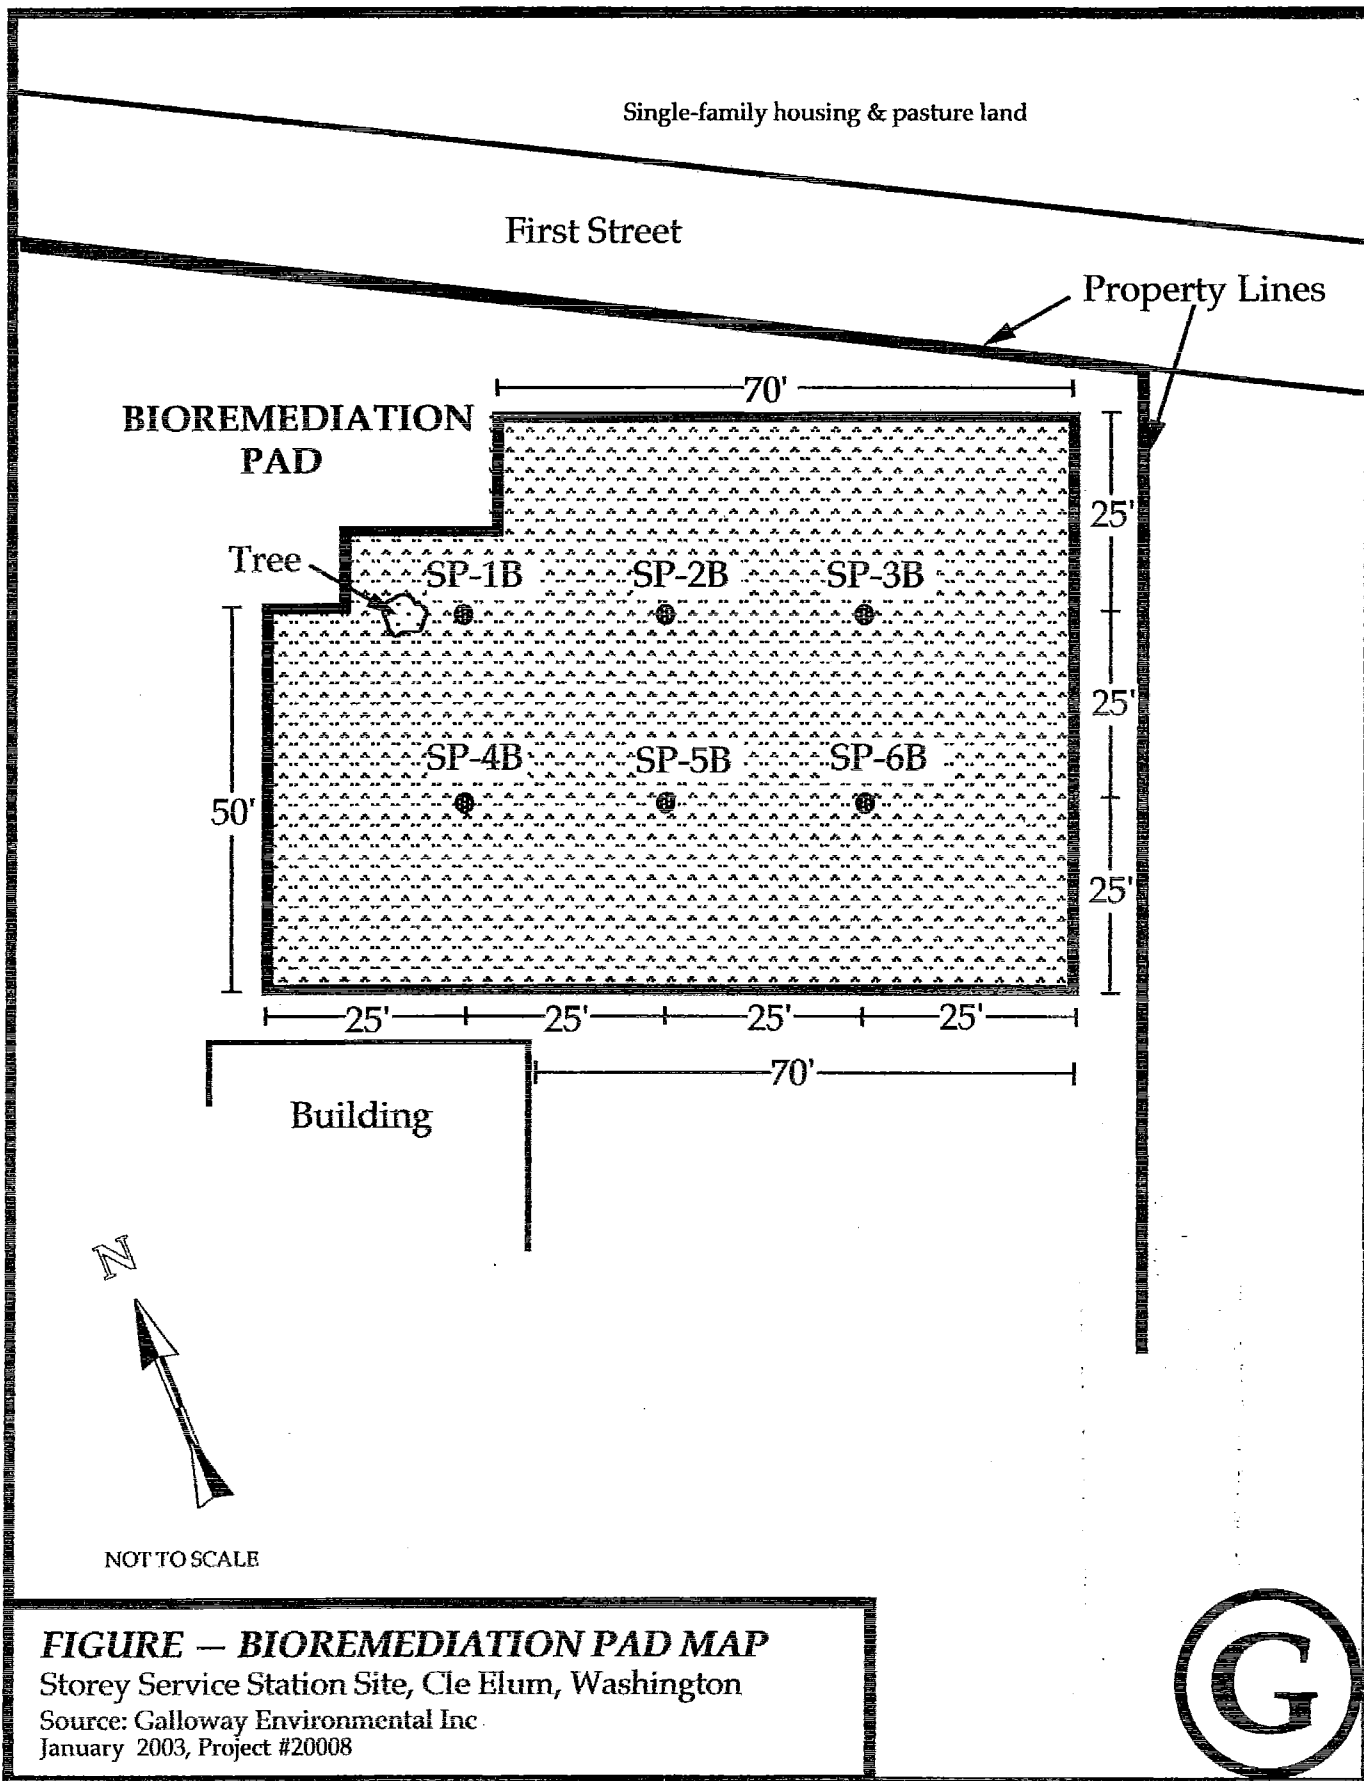 Single-family housing & pasture land
First Street
Property Lines
70'
BIOREMEDIATION
PAD
25'
Tree
SP-1B
SP-2B
SP-3B
25'
SP-4B
SP-5B
SP-6B
50'
25'
25'
25'
25'
25'
70'
Building
N
NOT TO SCALE
FIGURE — BIOREMEDIATION PAD MAP
Storey Service Station Site, Cle Elum, Washington
Source: Galloway Environmental Inc
January 2003, Project #20008
G